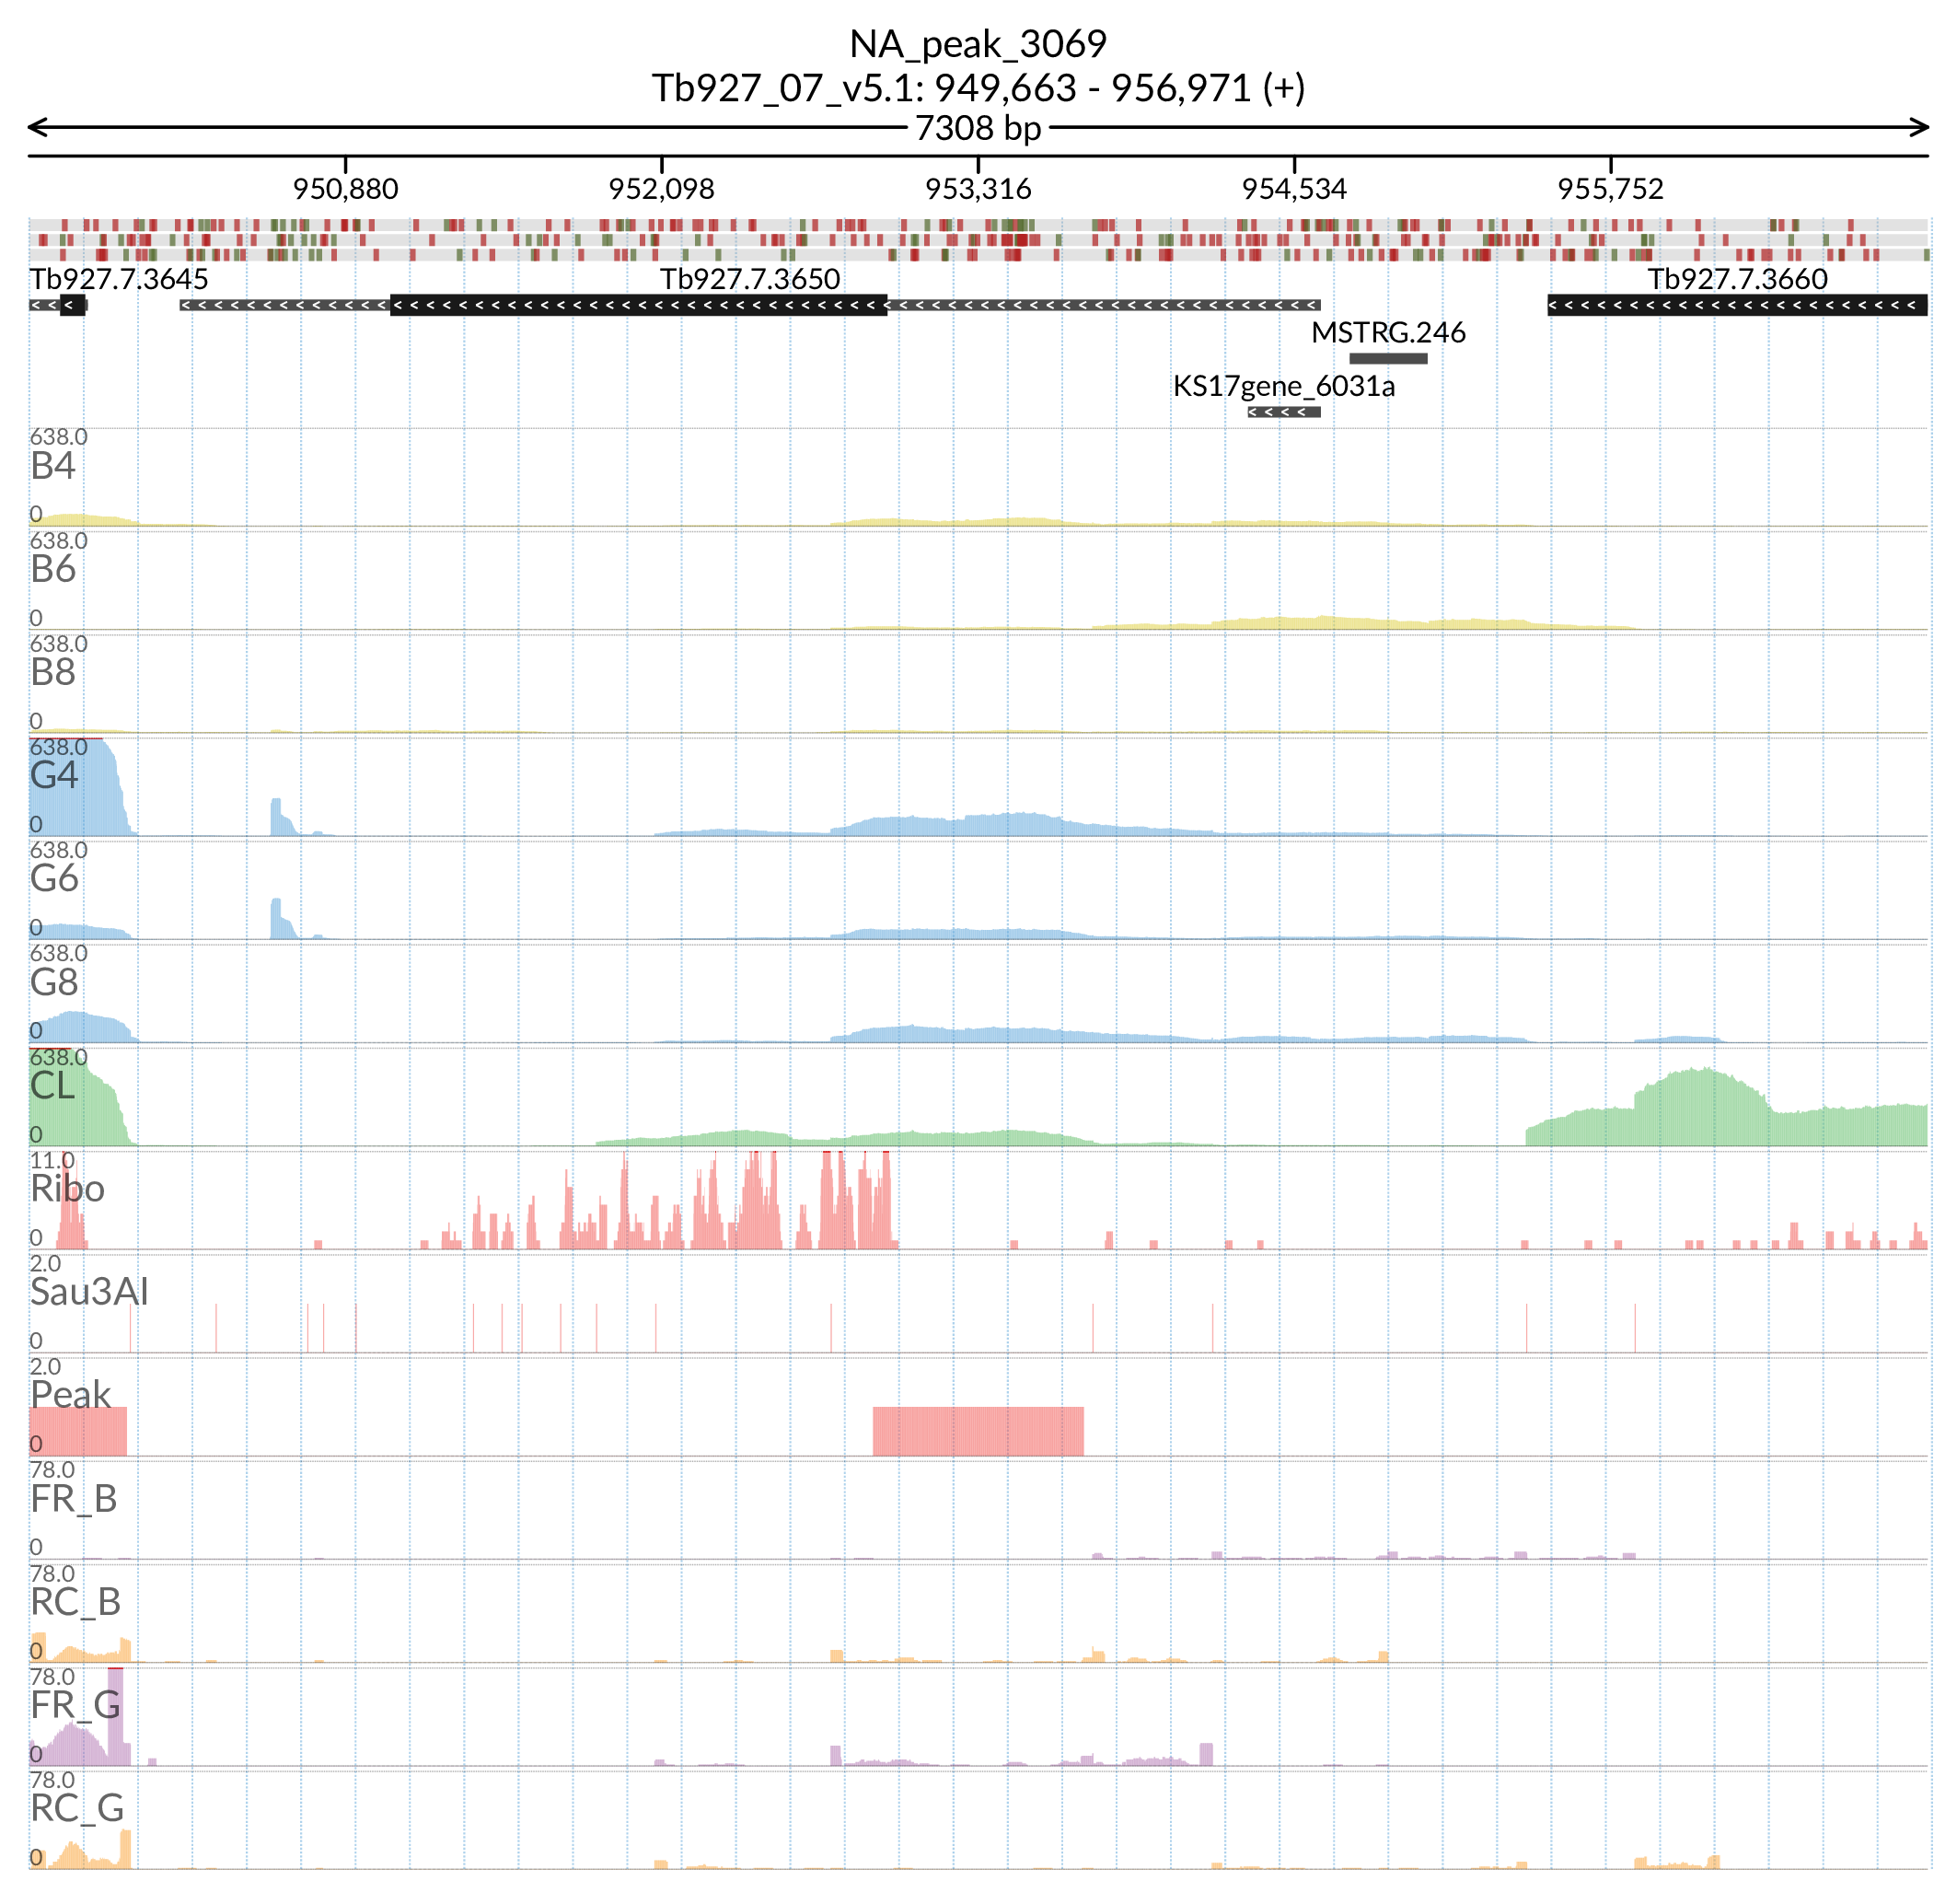 NA_peak_3069
Tb927_07_v5.1: 949,663 - 956,971 (+)
7308 bp
950,880 952,098 953,316 954,534 955,752
Tb927.7.3645 Tb927.7.3650 Tb927.7.3660
MSTRG.246
KS17gene_6031a
638.0
B4
0
638.0
B6
0
638.0
B8
0
638.0
G4
0
638.0
G6
0
638.0
G8
0
638.0
CL
0
11.0
Ribo
0
2.0
Sau3AI
0
2.0
Peak
0
78.0
FR_B
0
78.0
RC_B
0
78.0
FR_G
0
78.0
RC_G
0